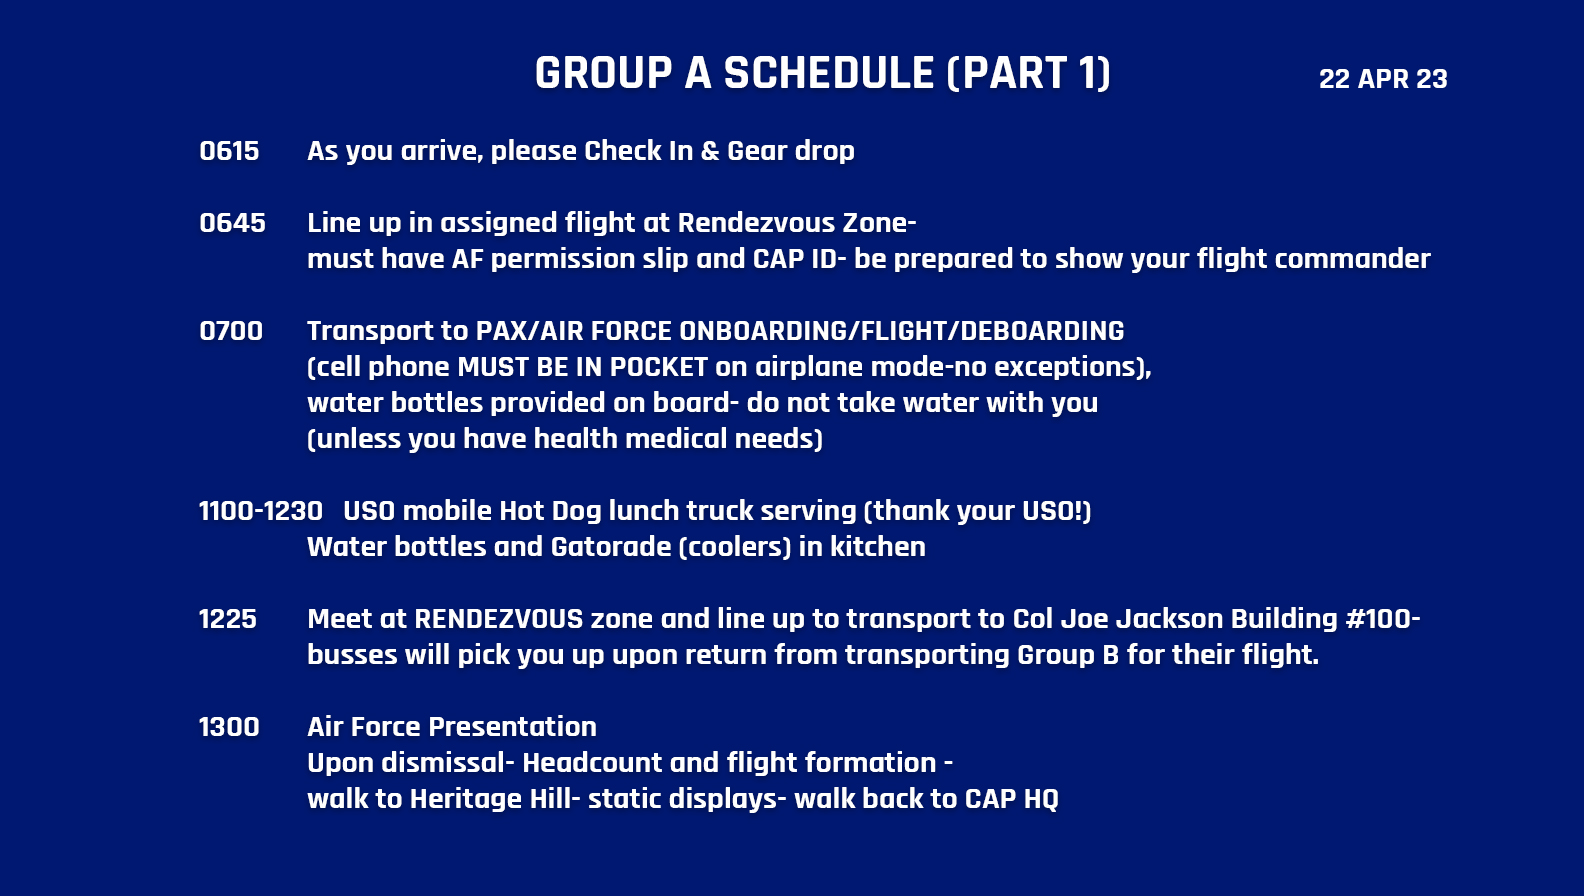 GROUP A SCHEDULE (PART 1) 22 APR 23
0615 As you arrive, please Check In & Gear drop
0645 Line up in assigned flight at Rendezvous Zone-
must have AF permission slip and CAP ID- be prepared to show your flight commander
0700 Transport to PAX/AIR FORCE ONBOARDING/FLIGHT/DEBOARDING
(cell phone MUST BE IN POCKET on airplane mode-no exceptions),
water bottles provided on board- do not take water with you
(unless you have health medical needs)
1100-1230 USO mobile Hot Dog lunch truck serving (thank your USO!)
Water bottles and Gatorade (coolers) in kitchen
1225 Meet at RENDEZVOUS zone and line up to transport to Col Joe Jackson Building #100-
busses will pick you up upon return from transporting Group B for their flight.
1300 Air Force Presentation
Upon dismissal- Headcount and flight formation -
walk to Heritage Hill- static displays- walk back to CAP HQ